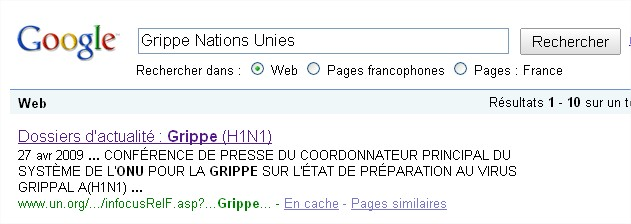 Google Grippe Nations Unies Rechercher
Rechercher dans : Web Pages francophones Pages : France
Web Résultats 1 - 10 sur un
Dossiers d'actualité : Grippe (H1N1)
27 avr 2009 ... CONFÉRENCE DE PRESSE DU COORDONNATEUR PRINCIPAL DU
SYSTÈME DE L'ONU POUR LA GRIPPE SUR L'ÉTAT DE PRÉPARATION AU VIRUS
GRIPPAL A(H1N1) ...
www.un.org/.../infocusRelF.asp?...Grippe... - En cache - Pages similaires